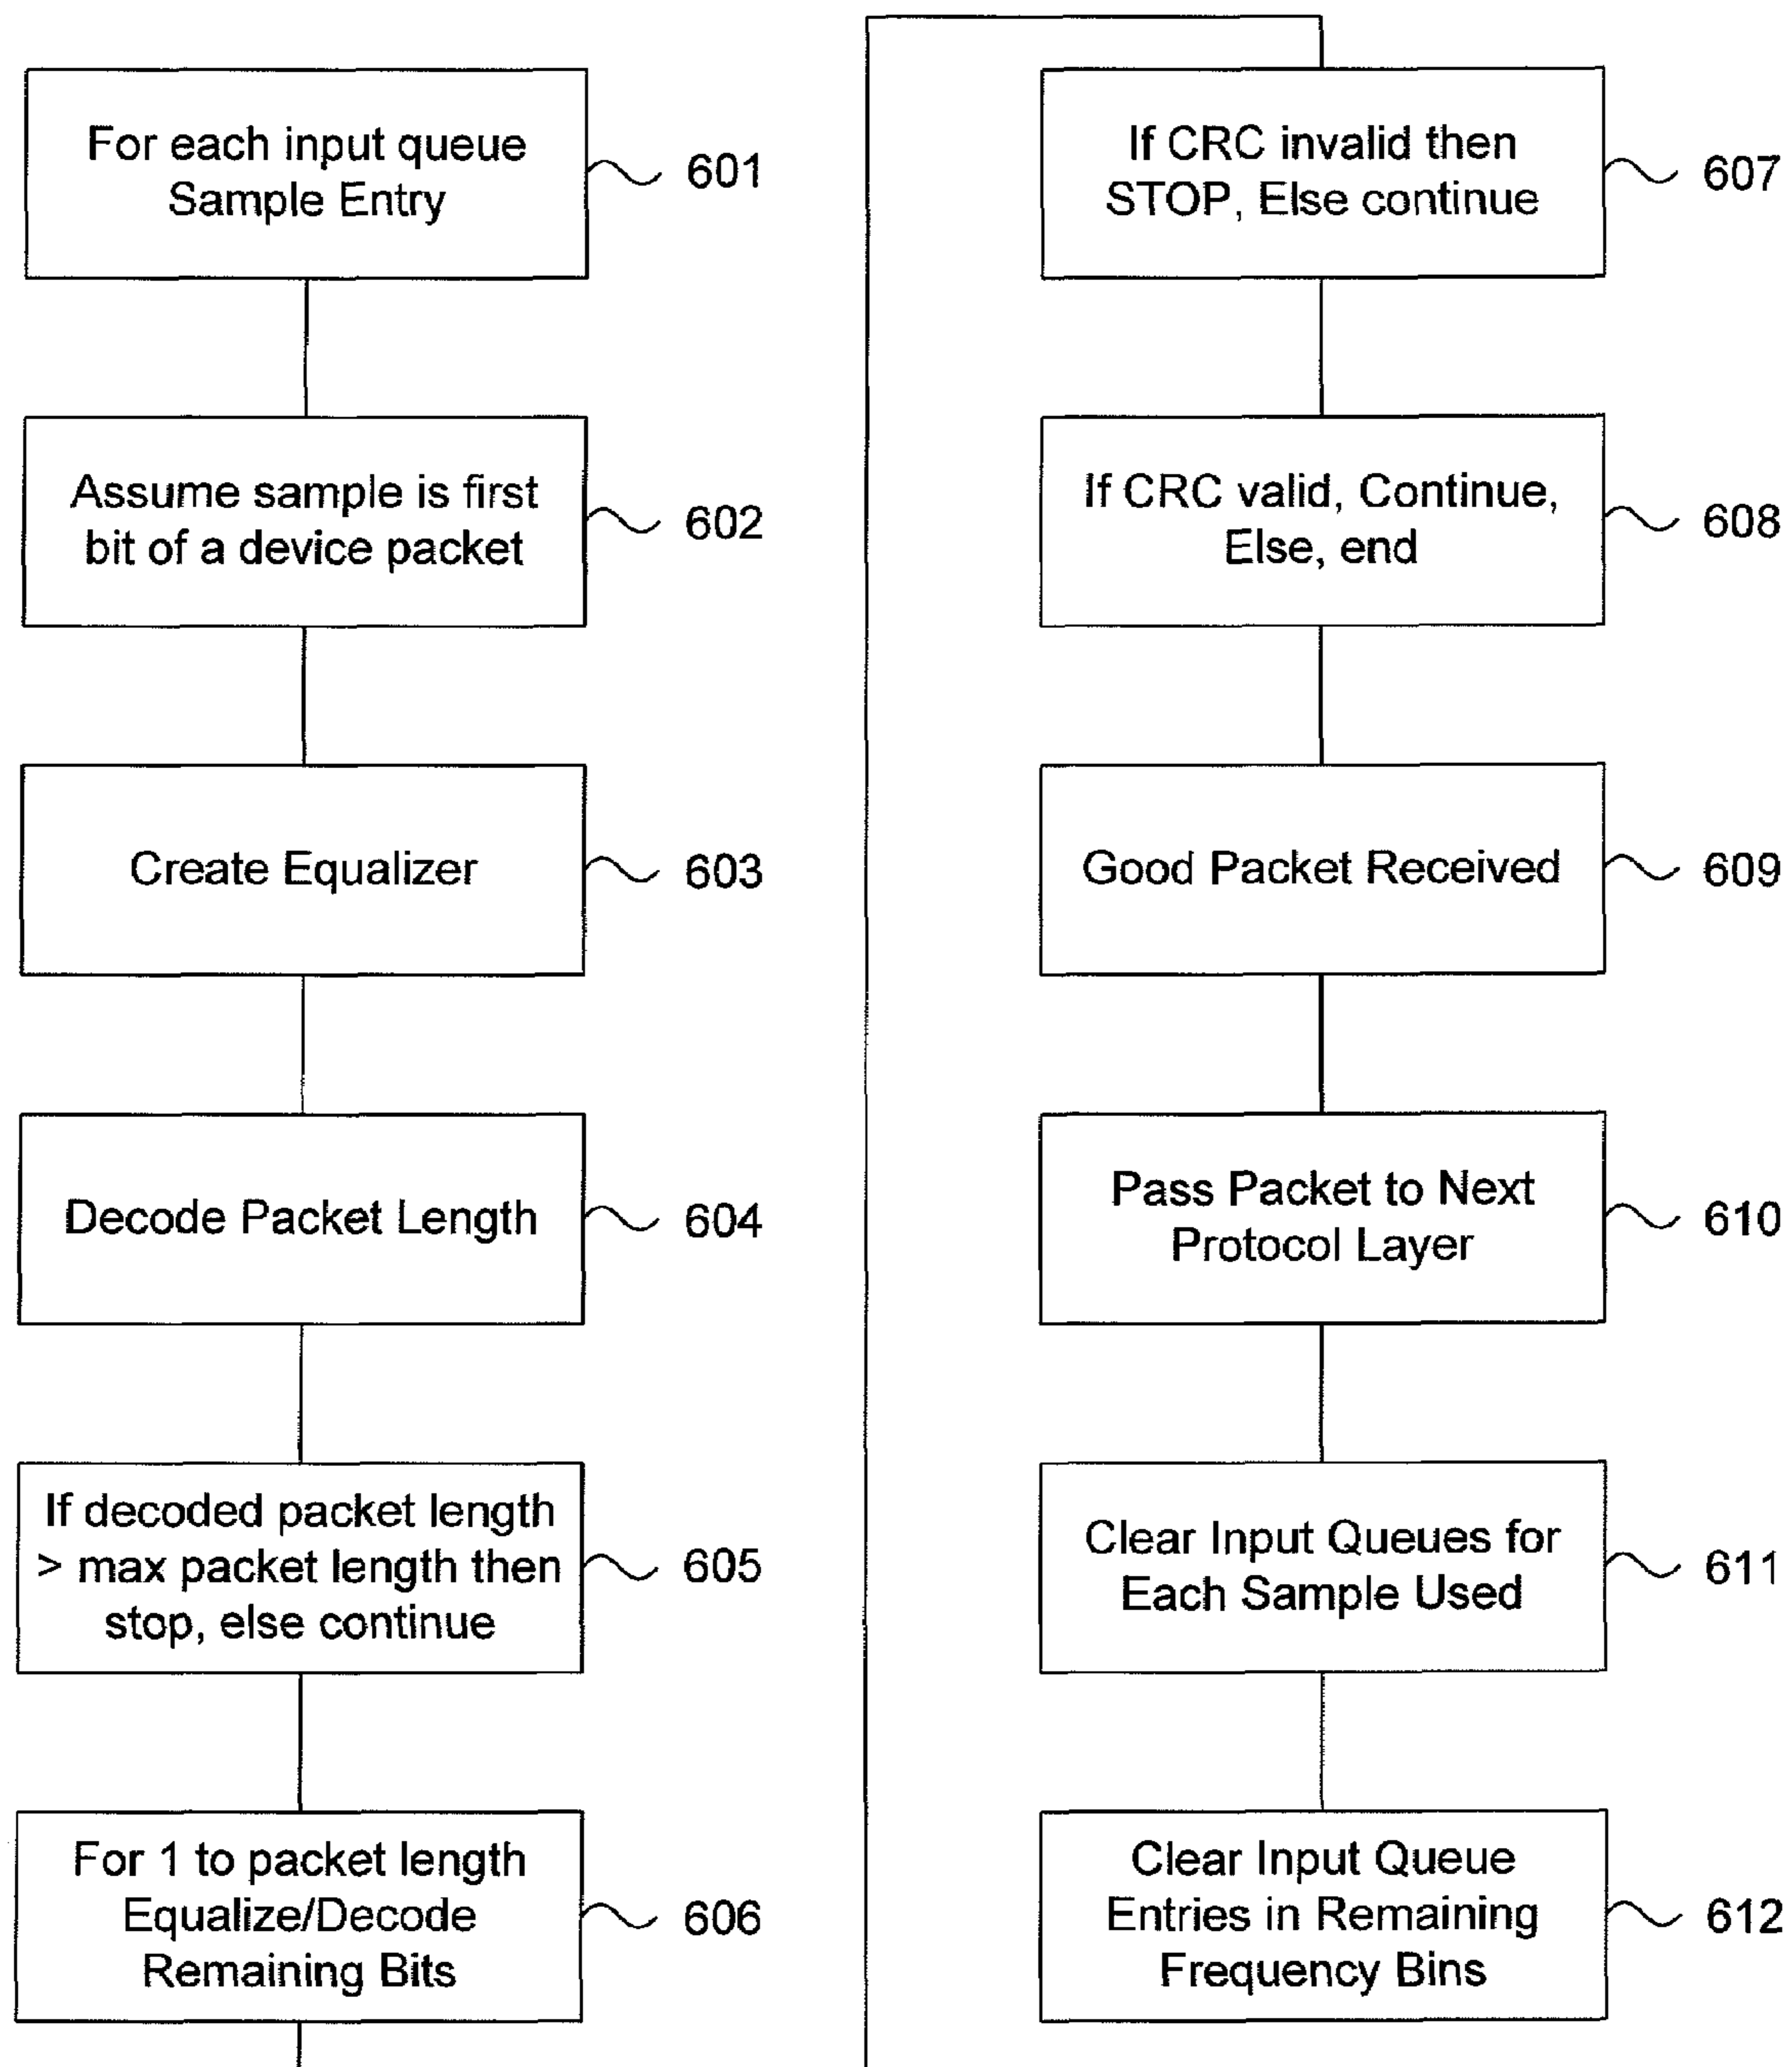 For each input queue
Sample Entry
601
Assume sample is first
bit of a device packet
602
Create Equalizer
603
Decode Packet Length
604
If decoded packet length
> max packet length then
stop, else continue
605
For 1 to packet length
Equalize/Decode
Remaining Bits
606
If CRC invalid then
STOP, Else continue
607
If CRC valid, Continue,
Else, end
608
Good Packet Received
609
Pass Packet to Next
Protocol Layer
610
Clear Input Queues for
Each Sample Used
611
Clear Input Queue
Entries in Remaining
Frequency Bins
612